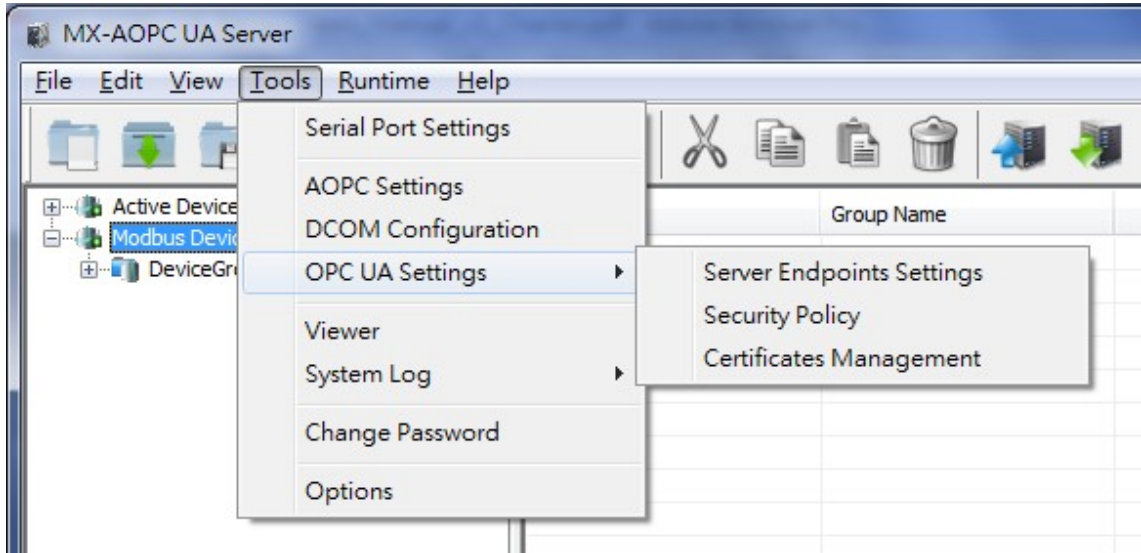 MX-AOPC UA Server
File Edit View Tools Runtime Help
Serial Port Settings
AOPC Settings
DCOM Configuration
OPC UA Settings
Viewer
System Log
Change Password
Options
Server Endpoints Settings
Security Policy
Certificates Management
Active Device
Modbus
Group Name